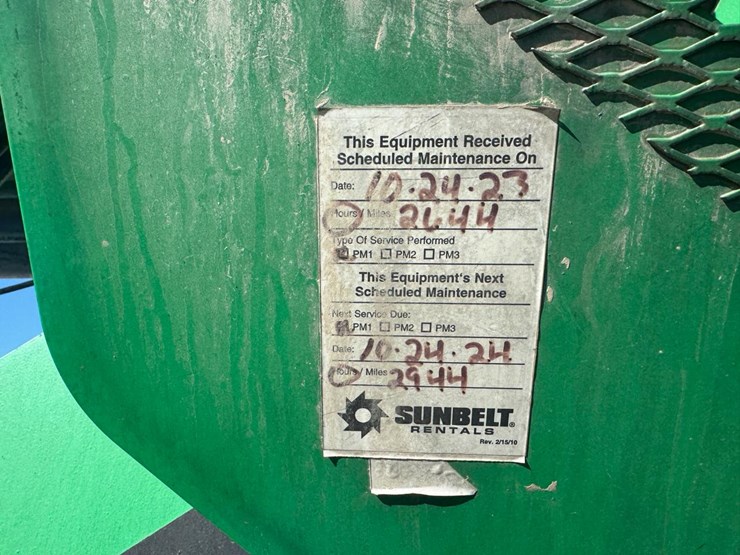 This Equipment Received
Scheduled Maintenance On
Date: 10.24.23
Hours / Miles 2644
Type Of Service Performed
PM1 ☐ PM2 ☐ PM3
This Equipment's Next
Scheduled Maintenance
Next Service Due:
PM1 ☐ PM2 ☐ PM3
Date: 10.24.24
Hours / Miles 2944
SUNBELT®
RENTALS
Rev. 2/15/10